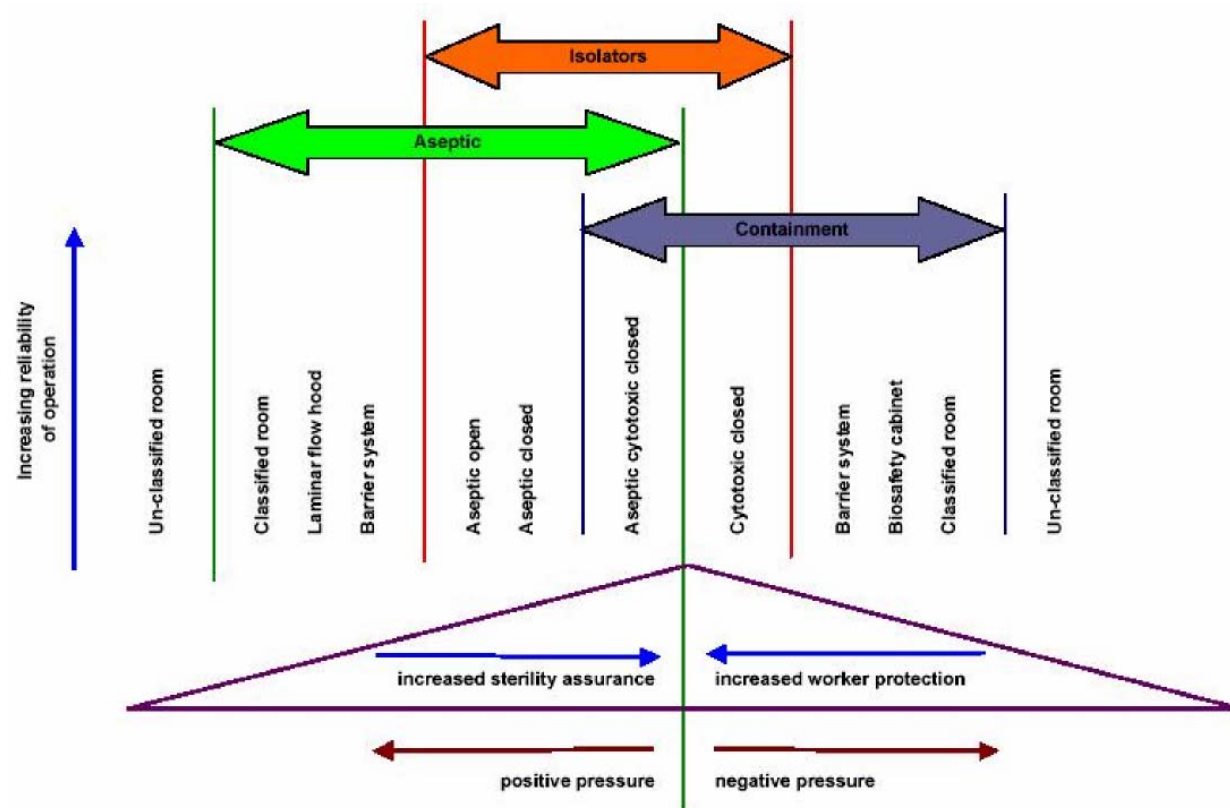 Isolators
Aseptic
Containment
Increasing reliability
of operation
Un-classified room
Classified room
Laminar flow hood
Barrier system
Aseptic open
Aseptic closed
Aseptic cytotoxic closed
Cytotoxic closed
Barrier system
Biosafety cabinet
Classified room
Un-classified room
increased sterility assurance
increased worker protection
positive pressure
negative pressure